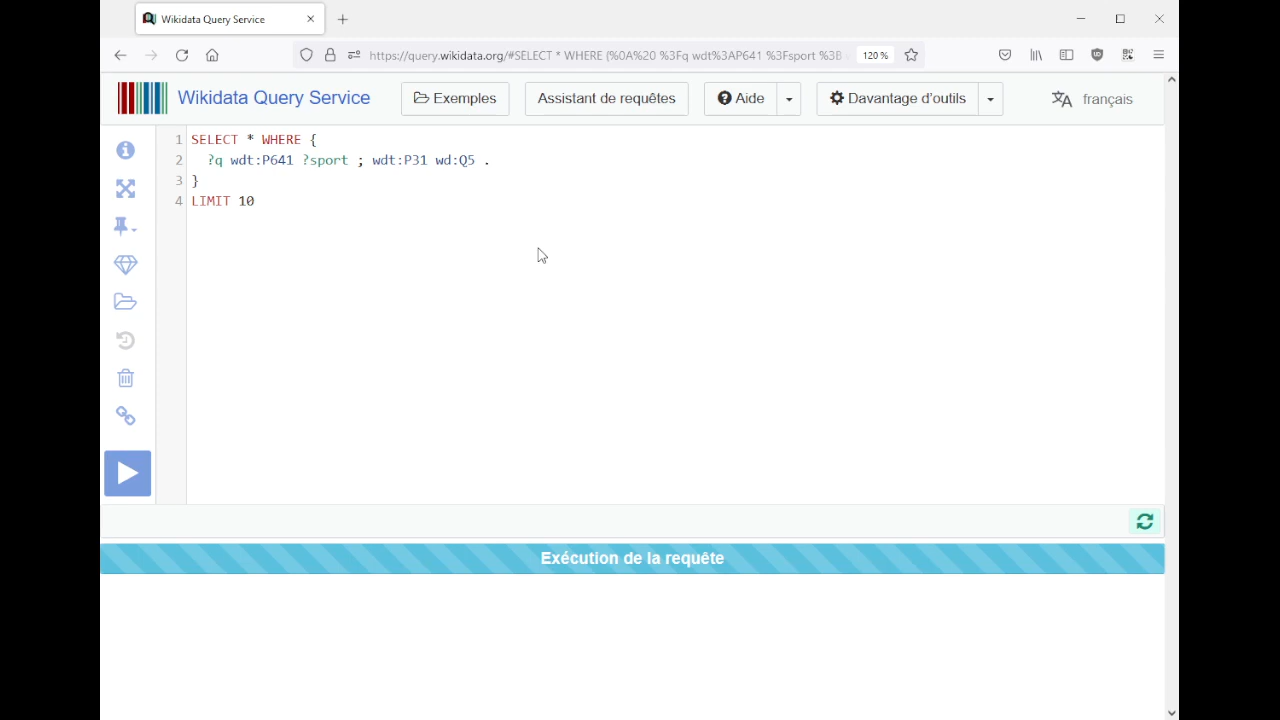 Wikidata Query Service
https://query.wikidata.org/#SELECT * WHERE {%0A%20 %3Fq wdt%3AP641 %3Fsport %3B
120 %
Wikidata Query Service
Exemples
Assistant de requêtes
Aide
Davantage d'outils
français
1 SELECT * WHERE {
2 ?q wdt:P641 ?sport ; wdt:P31 wd:Q5 .
3 }
4 LIMIT 10
Exécution de la requête